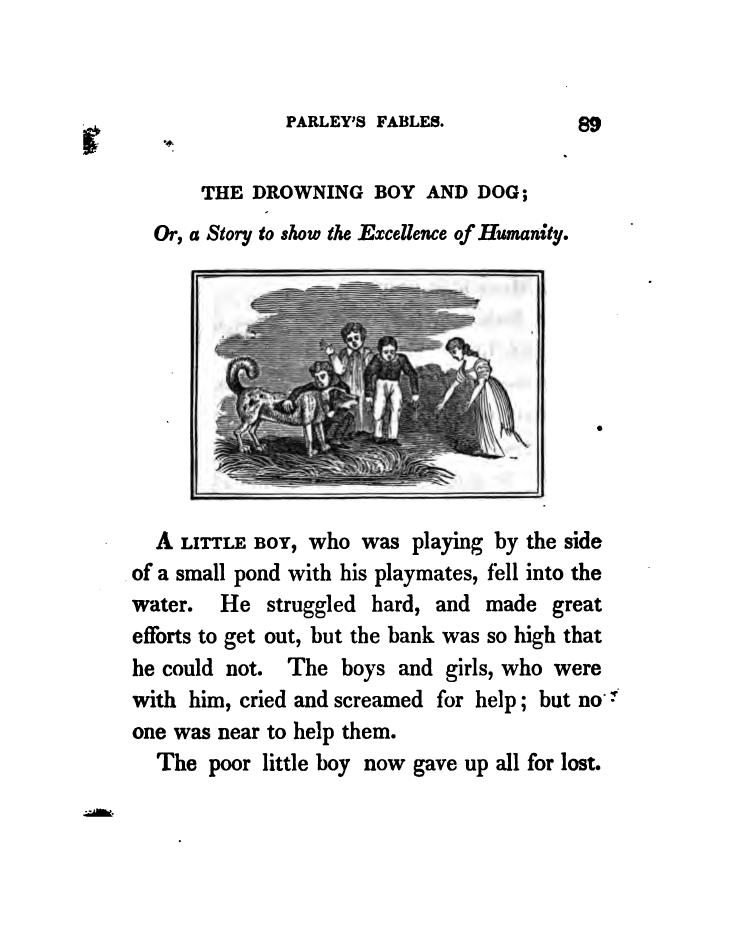 PARLEY'S FABLES. 89
THE DROWNING BOY AND DOG;
Or, a Story to show the Excellence of Humanity.
A LITTLE BOY, who was playing by the side
of a small pond with his playmates, fell into the
water. He struggled hard, and made great
efforts to get out, but the bank was so high that
he could not. The boys and girls, who were
with him, cried and screamed for help; but no
one was near to help them.
The poor little boy now gave up all for lost.